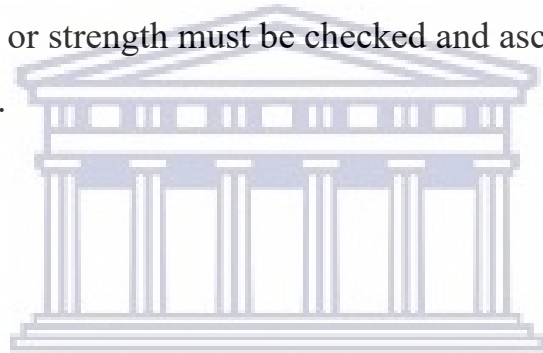 or strength must be checked and asc
.